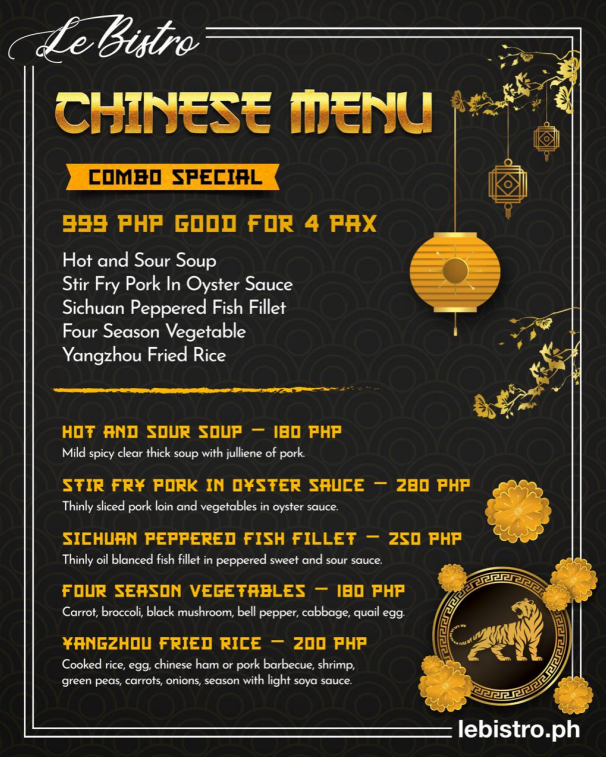 Le Bistro
CHINESE MENU
COMBO SPECIAL
999 PHP GOOD FOR 4 PAX
Hot and Sour Soup
Stir Fry Pork In Oyster Sauce
Sichuan Peppered Fish Fillet
Four Season Vegetable
Yangzhou Fried Rice
HOT AND SOUR SOUP – 180 PHP
Mild spicy clear thick soup with julliene of pork.
STIR FRY PORK IN OYSTER SAUCE – 280 PHP
Thinly sliced pork loin and vegetables in oyster sauce.
SICHUAN PEPPERED FISH FILLET – 250 PHP
Thinly oil blanced fish fillet in peppered sweet and sour sauce.
FOUR SEASON VEGETABLES – 180 PHP
Carrot, broccoli, black mushroom, bell pepper, cabbage, quail egg.
YANGZHOU FRIED RICE – 200 PHP
Cooked rice, egg, chinese ham or pork barbecue, shrimp,
green peas, carrots, onions, season with light soya sauce.
lebistro.ph